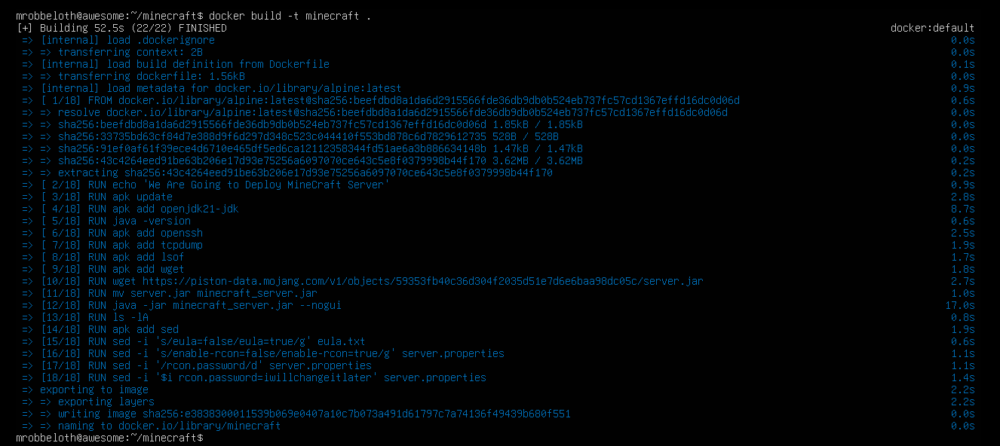 mrobbeloth@awesome:~/minecraft$ docker build -t minecraft .
[+] Building 52.5s (22/22) FINISHED docker:default
=> [internal] load .dockerignore 0.0s
=> => transferring context: 2B 0.0s
=> [internal] load build definition from Dockerfile 0.1s
=> => transferring dockerfile: 1.56kB 0.0s
=> [internal] load metadata for docker.io/library/alpine:latest 0.9s
=> [ 1/18] FROM docker.io/library/alpine:latest@sha256:beefdbd8a1da6d2915566fde36db9db0b524eb737fc57cd1367effd16dc0d06d 0.6s
=> => resolve docker.io/library/alpine:latest@sha256:beefdbd8a1da6d2915566fde36db9db0b524eb737fc57cd1367effd16dc0d06d 0.0s
=> => sha256:beefdbd8a1da6d2915566fde36db9db0b524eb737fc57cd1367effd16dc0d06d 1.85kB / 1.85kB 0.0s
=> => sha256:33735bd63cf84d7e388d9f6d297d348c523c044410f553bd878c6d7829612735 528B / 528B 0.0s
=> => sha256:91ef0af61f39ece4d6710e465df5ed6ca12112358344fd51ae6a3b886634148b 1.47kB / 1.47kB 0.0s
=> => sha256:43c4264eed91be63b206e17d93e75256a6097070ce643c5e8f0379998b44f170 3.62MB / 3.62MB 0.2s
=> => extracting sha256:43c4264eed91be63b206e17d93e75256a6097070ce643c5e8f0379998b44f170 0.2s
=> [ 2/18] RUN echo 'We Are Going to Deploy MineCraft Server' 0.9s
=> [ 3/18] RUN apk update 2.8s
=> [ 4/18] RUN apk add openjdk21-jdk 8.7s
=> [ 5/18] RUN java -version 0.6s
=> [ 6/18] RUN apk add openssh 2.5s
=> [ 7/18] RUN apk add tcpdump 1.9s
=> [ 8/18] RUN apk add lsof 1.7s
=> [ 9/18] RUN apk add wget 1.8s
=> [10/18] RUN wget https://piston-data.mojang.com/v1/objects/59353fb40c36d304f2035d51e7d6e6baa98dc05c/server.jar 2.7s
=> [11/18] RUN mv server.jar minecraft_server.jar 1.0s
=> [12/18] RUN java -jar minecraft_server.jar --nogui 17.0s
=> [13/18] RUN ls -lA 0.8s
=> [14/18] RUN apk add sed 1.9s
=> [15/18] RUN sed -i 's/eula=false/eula=true/g' eula.txt 0.6s
=> [16/18] RUN sed -i 's/enable-rcon=false/enable-rcon=true/g' server.properties 1.1s
=> [17/18] RUN sed -i '/rcon.password/d' server.properties 1.1s
=> [18/18] RUN sed -i '$i rcon.password=iwillchangeitlater' server.properties 1.4s
=> exporting to image 2.2s
=> => exporting layers 2.2s
=> => writing image sha256:e3838300011539b069e0407a10c7b073a491d61797c7a74136f49439b680f551 0.0s
=> => naming to docker.io/library/minecraft 0.0s
mrobbeloth@awesome:~/minecraft$